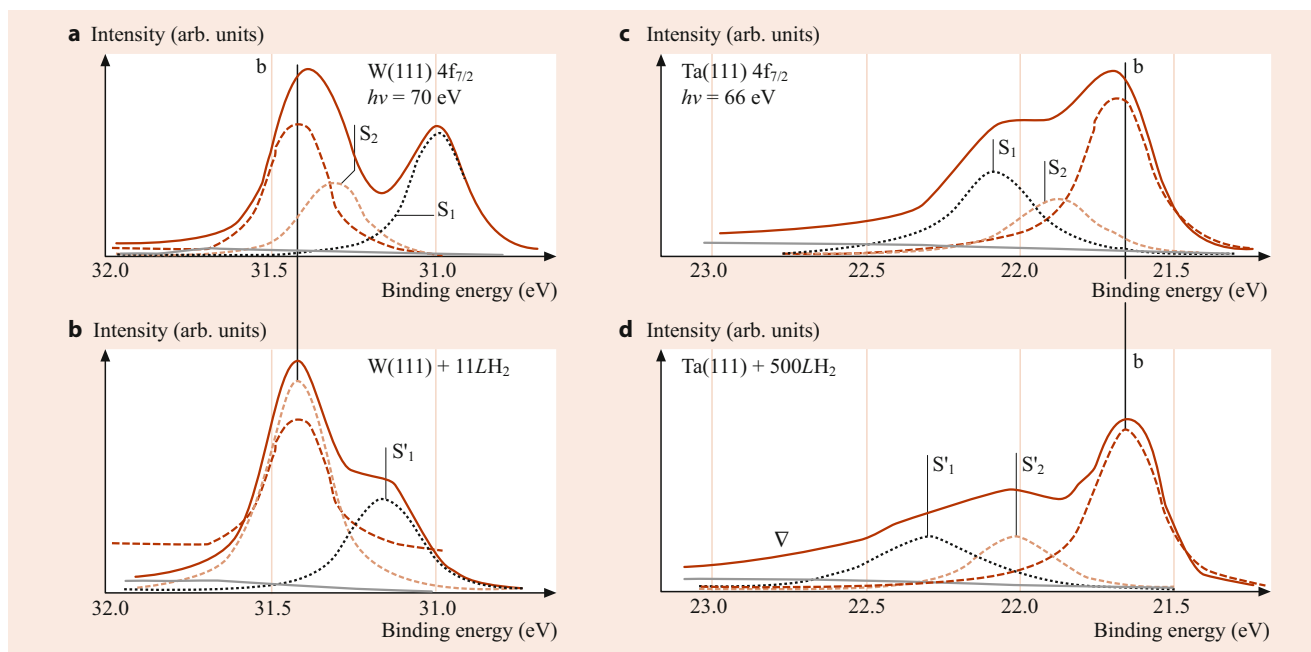 a Intensity (arb. units)
b
W(111) 4f7/2
hν = 70 eV
S2
S1
32.0 31.5 31.0
Binding energy (eV)
b Intensity (arb. units)
W(111) + 11LH2
S'1
32.0 31.5 31.0
Binding energy (eV)
c Intensity (arb. units)
Ta(111) 4f7/2
hν = 66 eV
b
S1
S2
23.0 22.5 22.0 21.5
Binding energy (eV)
d Intensity (arb. units)
Ta(111) + 500LH2
b
S'1
S'2
∇
23.0 22.5 22.0 21.5
Binding energy (eV)